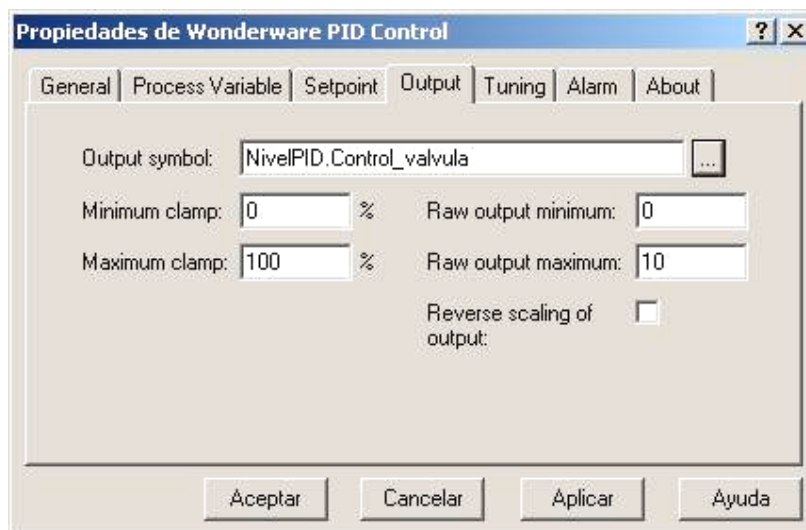 Propiedades de Wonderware PID Control
? X
General Process Variable Setpoint Output Tuning Alarm About
Output symbol: NivelPID.Control_valvula ...
Minimum clamp: 0 % Raw output minimum: 0
Maximum clamp: 100 % Raw output maximum: 10
Reverse scaling of
output:
Aceptar Cancelar Aplicar Ayuda